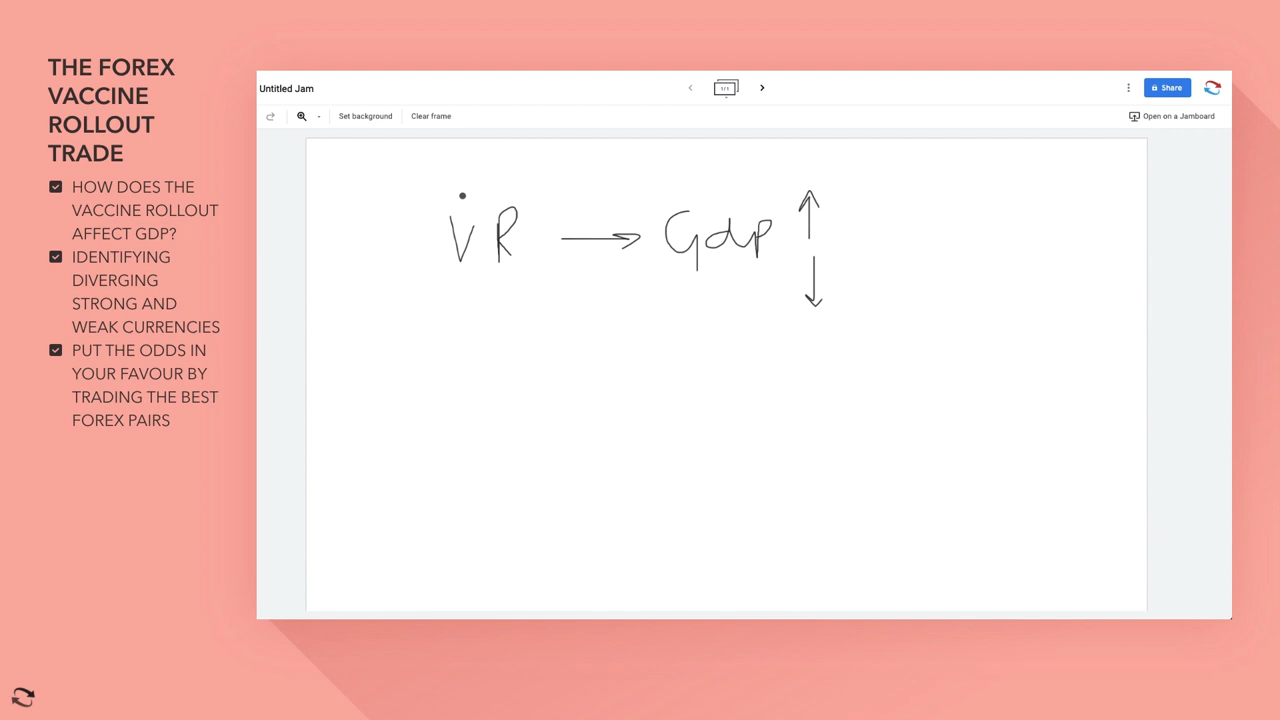 THE FOREX
VACCINE
ROLLOUT
TRADE
HOW DOES THE
VACCINE ROLLOUT
AFFECT GDP?
IDENTIFYING
DIVERGING
STRONG AND
WEAK CURRENCIES
PUT THE ODDS IN
YOUR FAVOUR BY
TRADING THE BEST
FOREX PAIRS
Untitled Jam
1/1
Share
Set background
Clear frame
Open on a Jamboard
VR → Gdp ↑
↓